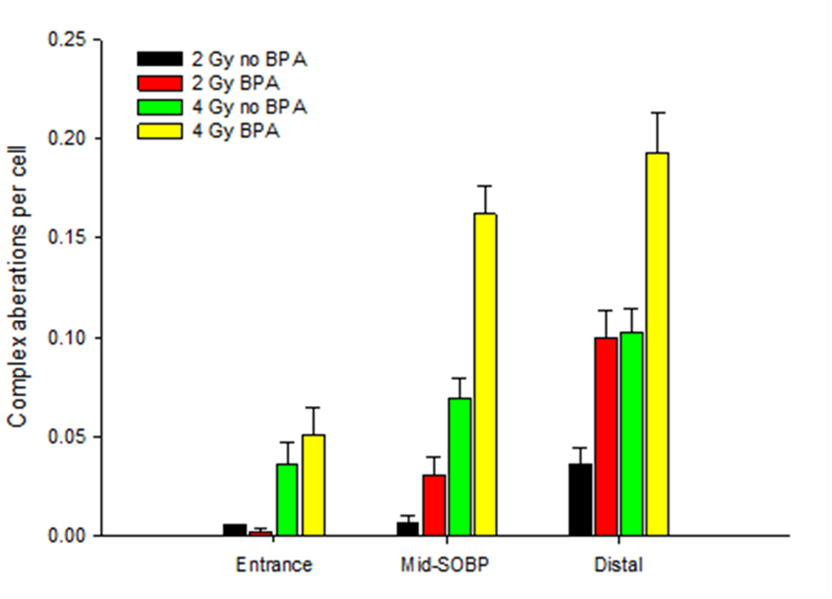 0.25
0.20
0.15
0.10
0.05
0.00
Complex aberations per cell
2 Gy no BPA
2 Gy BPA
4 Gy no BPA
4 Gy BPA
Entrance
Mid-SOBP
Distal